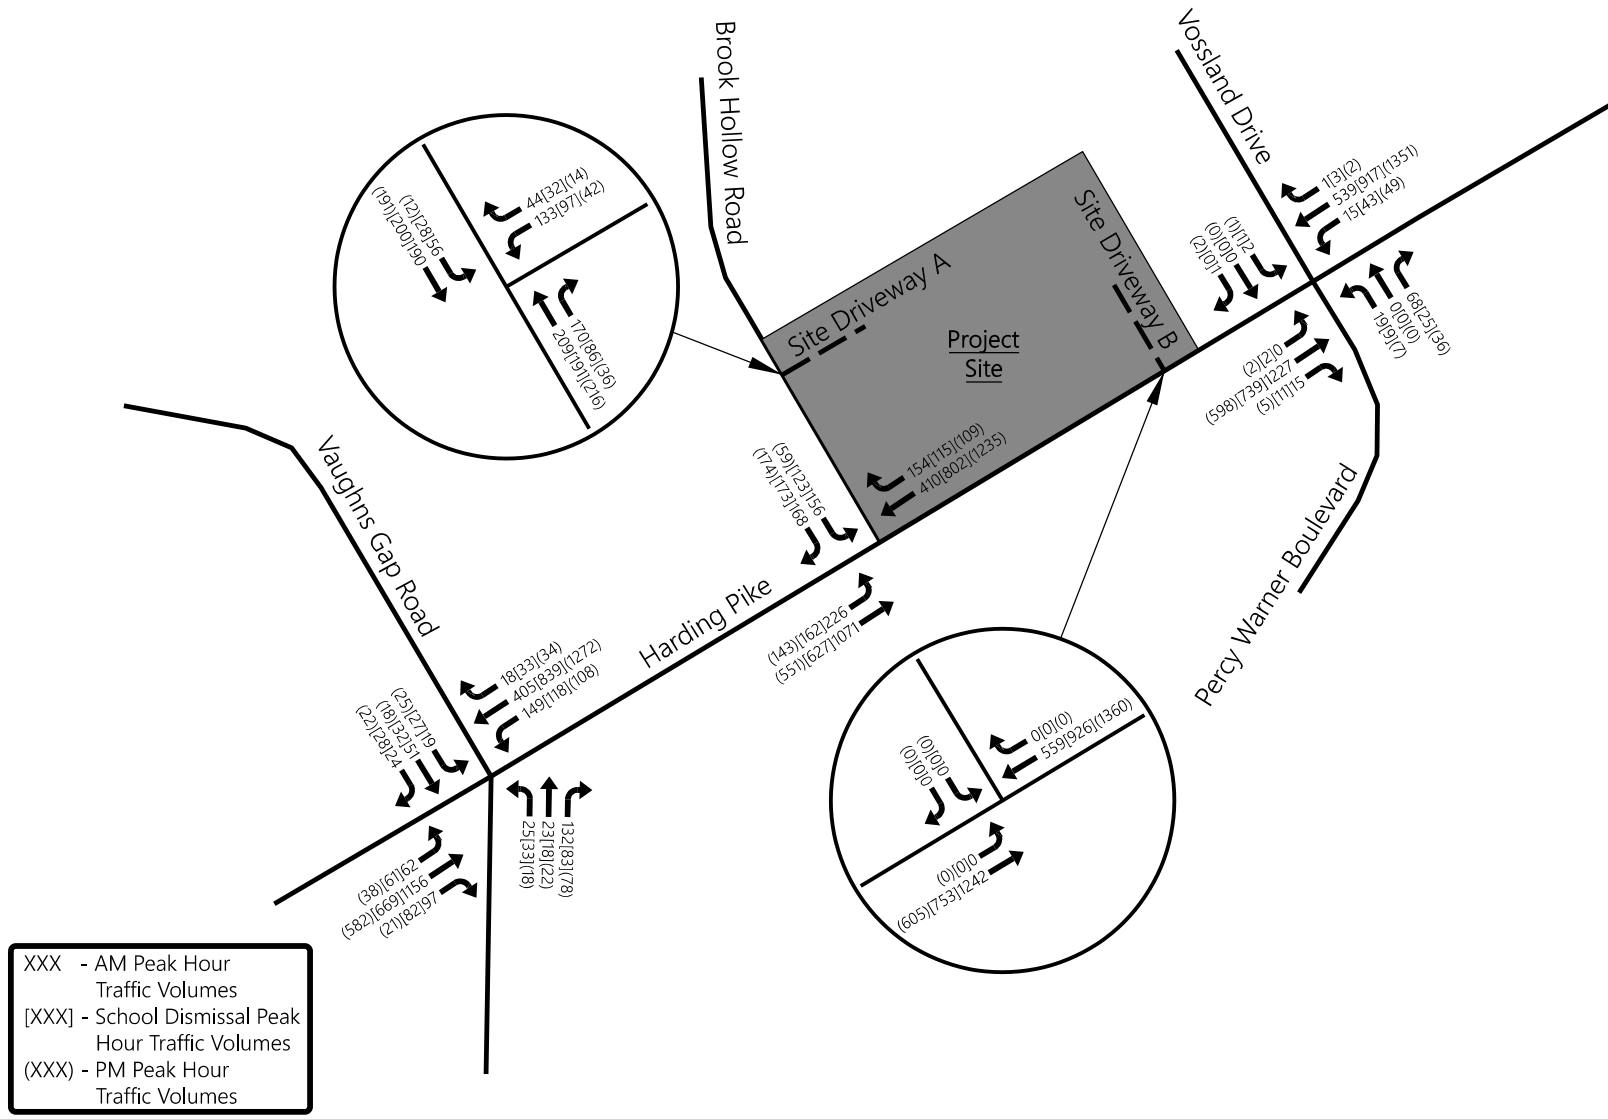 Brook Hollow Road
Vossland Drive
1[3](2)
539[917](1351)
15[43](49)
44[32](14)
133[97](42)
(12)[28]56
(191)[200]190
170[86](36)
209[191](216)
Site Driveway A
Site Driveway B
Project
Site
(1)[1]2
(0)[0]0
(2)[0]1
68[25](36)
0[0](0)
19[9](7)
(2)[2]0
(598)[739]1227
(5)[11]15
Vaughns Gap Road
154[115](109)
410[802](1235)
(59)[123]156
(174)[173]168
Harding Pike
(143)[162]226
(551)[627]1071
Percy Warner Boulevard
18[33](34)
405[839](1272)
149[118](108)
(25)[27]19
(18)[32]51
(22)[28]24
25[33](18)
23[18](22)
132[83](78)
(38)[61]62
(582)[669]1156
(21)[82]97
0[0](0)
559[926](1360)
(0)[0]0
(0)[0]0
(0)[0]0
(605)[753]1242
XXX - AM Peak Hour
Traffic Volumes
[XXX] - School Dismissal Peak
Hour Traffic Volumes
(XXX) - PM Peak Hour
Traffic Volumes